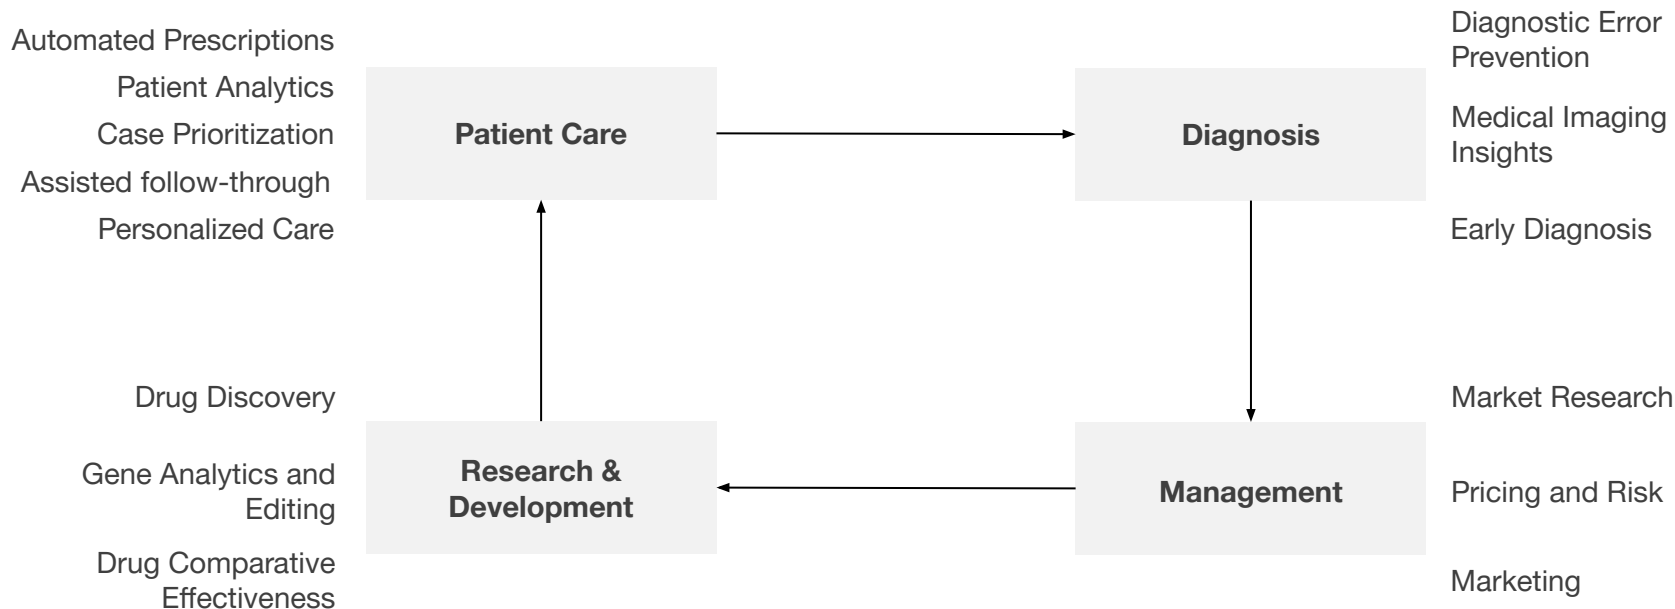 Automated Prescriptions
Patient Analytics
Case Prioritization
Assisted follow-through
Personalized Care
Patient Care
Diagnosis
Diagnostic Error
Prevention
Medical Imaging
Insights
Early Diagnosis
Drug Discovery
Gene Analytics and
Editing
Drug Comparative
Effectiveness
Research &
Development
Management
Market Research
Pricing and Risk
Marketing